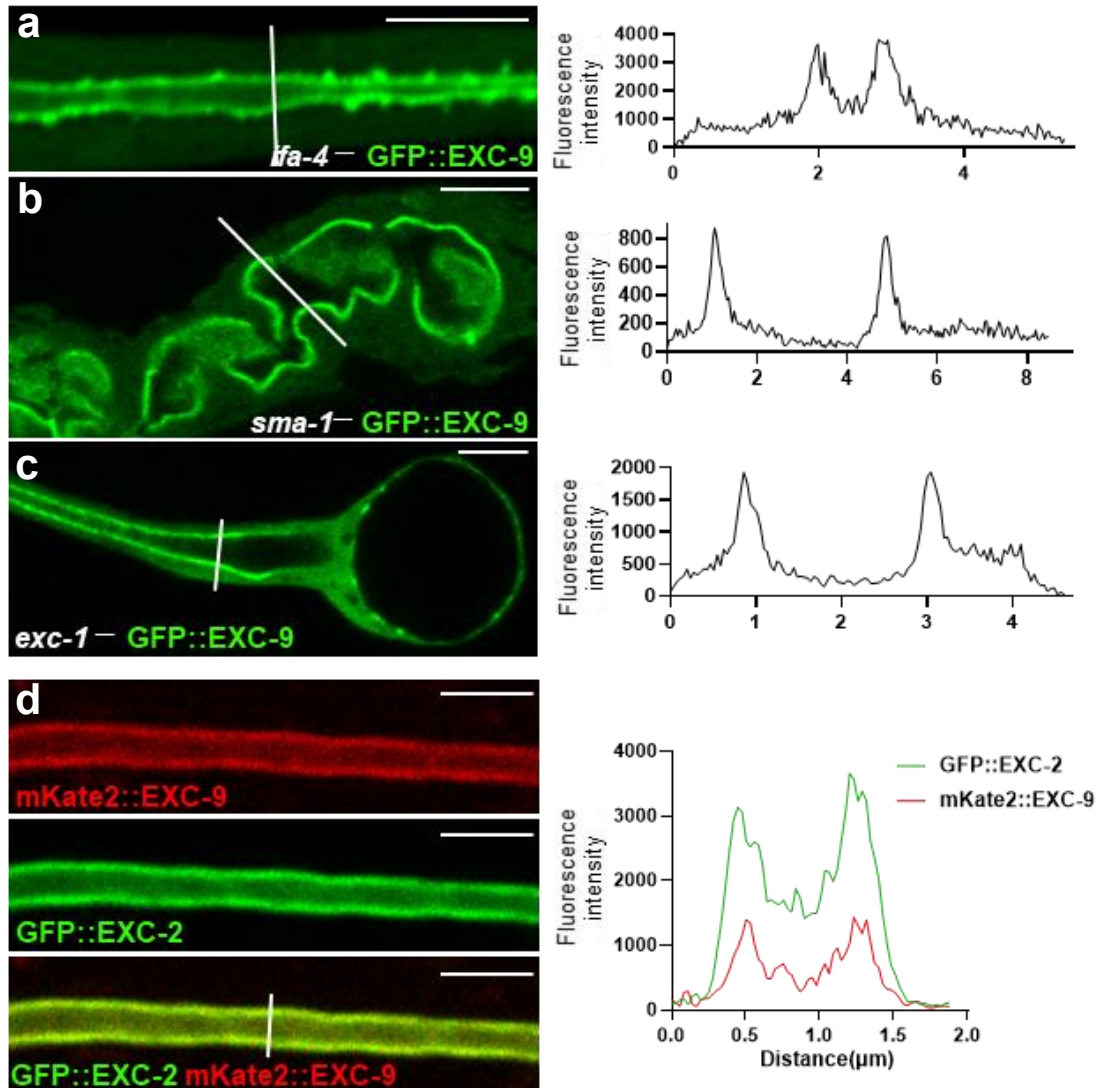 a
ifa-4 — GFP::EXC-9
Fluorescence
intensity
4000
3000
2000
1000
0
0 2 4
b
sma-1— GFP::EXC-9
Fluorescence
intensity
800
600
400
200
0
0 2 4 6 8
c
exc-1— GFP::EXC-9
Fluorescence
intensity
2000
1500
1000
500
0
0 1 2 3 4
d
mKate2::EXC-9
GFP::EXC-2
GFP::EXC-2 mKate2::EXC-9
Fluorescence
intensity
4000
3000
2000
1000
0
0.0 0.5 1.0 1.5 2.0
Distance(μm)
GFP::EXC-2
mKate2::EXC-9